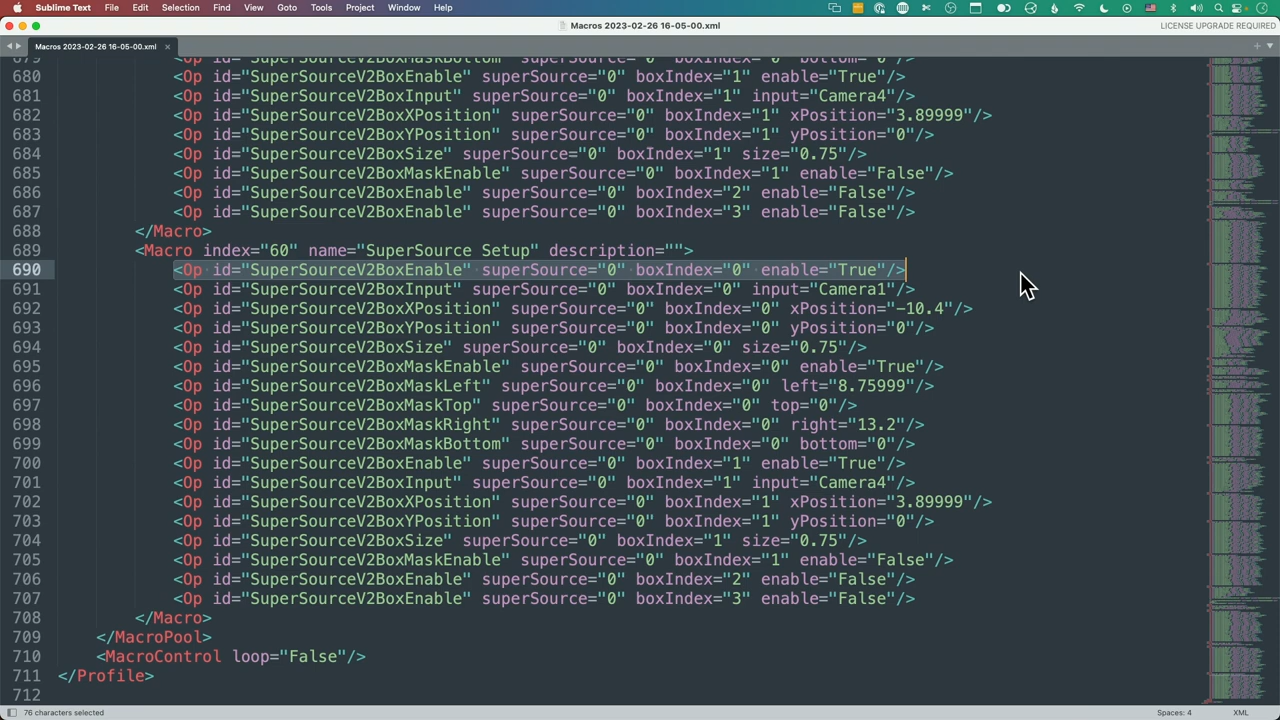 Sublime Text File Edit Selection Find View Goto Tools Project Window Help
Macros 2023-02-26 16-05-00.xml
LICENSE UPGRADE REQUIRED
Macros 2023-02-26 16-05-00.xml ×
679 <Op id="SuperSourceV2BoxMaskBottom" superSource="0" boxIndex="0" bottom="0"/>
680 <Op id="SuperSourceV2BoxEnable" superSource="0" boxIndex="1" enable="True"/>
681 <Op id="SuperSourceV2BoxInput" superSource="0" boxIndex="1" input="Camera4"/>
682 <Op id="SuperSourceV2BoxXPosition" superSource="0" boxIndex="1" xPosition="3.89999"/>
683 <Op id="SuperSourceV2BoxYPosition" superSource="0" boxIndex="1" yPosition="0"/>
684 <Op id="SuperSourceV2BoxSize" superSource="0" boxIndex="1" size="0.75"/>
685 <Op id="SuperSourceV2BoxMaskEnable" superSource="0" boxIndex="1" enable="False"/>
686 <Op id="SuperSourceV2BoxEnable" superSource="0" boxIndex="2" enable="False"/>
687 <Op id="SuperSourceV2BoxEnable" superSource="0" boxIndex="3" enable="False"/>
688 </Macro>
689 <Macro index="60" name="SuperSource Setup" description="">
690 <Op id="SuperSourceV2BoxEnable" superSource="0" boxIndex="0" enable="True"/>
691 <Op id="SuperSourceV2BoxInput" superSource="0" boxIndex="0" input="Camera1"/>
692 <Op id="SuperSourceV2BoxXPosition" superSource="0" boxIndex="0" xPosition="-10.4"/>
693 <Op id="SuperSourceV2BoxYPosition" superSource="0" boxIndex="0" yPosition="0"/>
694 <Op id="SuperSourceV2BoxSize" superSource="0" boxIndex="0" size="0.75"/>
695 <Op id="SuperSourceV2BoxMaskEnable" superSource="0" boxIndex="0" enable="True"/>
696 <Op id="SuperSourceV2BoxMaskLeft" superSource="0" boxIndex="0" left="8.75999"/>
697 <Op id="SuperSourceV2BoxMaskTop" superSource="0" boxIndex="0" top="0"/>
698 <Op id="SuperSourceV2BoxMaskRight" superSource="0" boxIndex="0" right="13.2"/>
699 <Op id="SuperSourceV2BoxMaskBottom" superSource="0" boxIndex="0" bottom="0"/>
700 <Op id="SuperSourceV2BoxEnable" superSource="0" boxIndex="1" enable="True"/>
701 <Op id="SuperSourceV2BoxInput" superSource="0" boxIndex="1" input="Camera4"/>
702 <Op id="SuperSourceV2BoxXPosition" superSource="0" boxIndex="1" xPosition="3.89999"/>
703 <Op id="SuperSourceV2BoxYPosition" superSource="0" boxIndex="1" yPosition="0"/>
704 <Op id="SuperSourceV2BoxSize" superSource="0" boxIndex="1" size="0.75"/>
705 <Op id="SuperSourceV2BoxMaskEnable" superSource="0" boxIndex="1" enable="False"/>
706 <Op id="SuperSourceV2BoxEnable" superSource="0" boxIndex="2" enable="False"/>
707 <Op id="SuperSourceV2BoxEnable" superSource="0" boxIndex="3" enable="False"/>
708 </Macro>
709 </MacroPool>
710 <MacroControl loop="False"/>
711 </Profile>
712
76 characters selected
Spaces: 4
XML